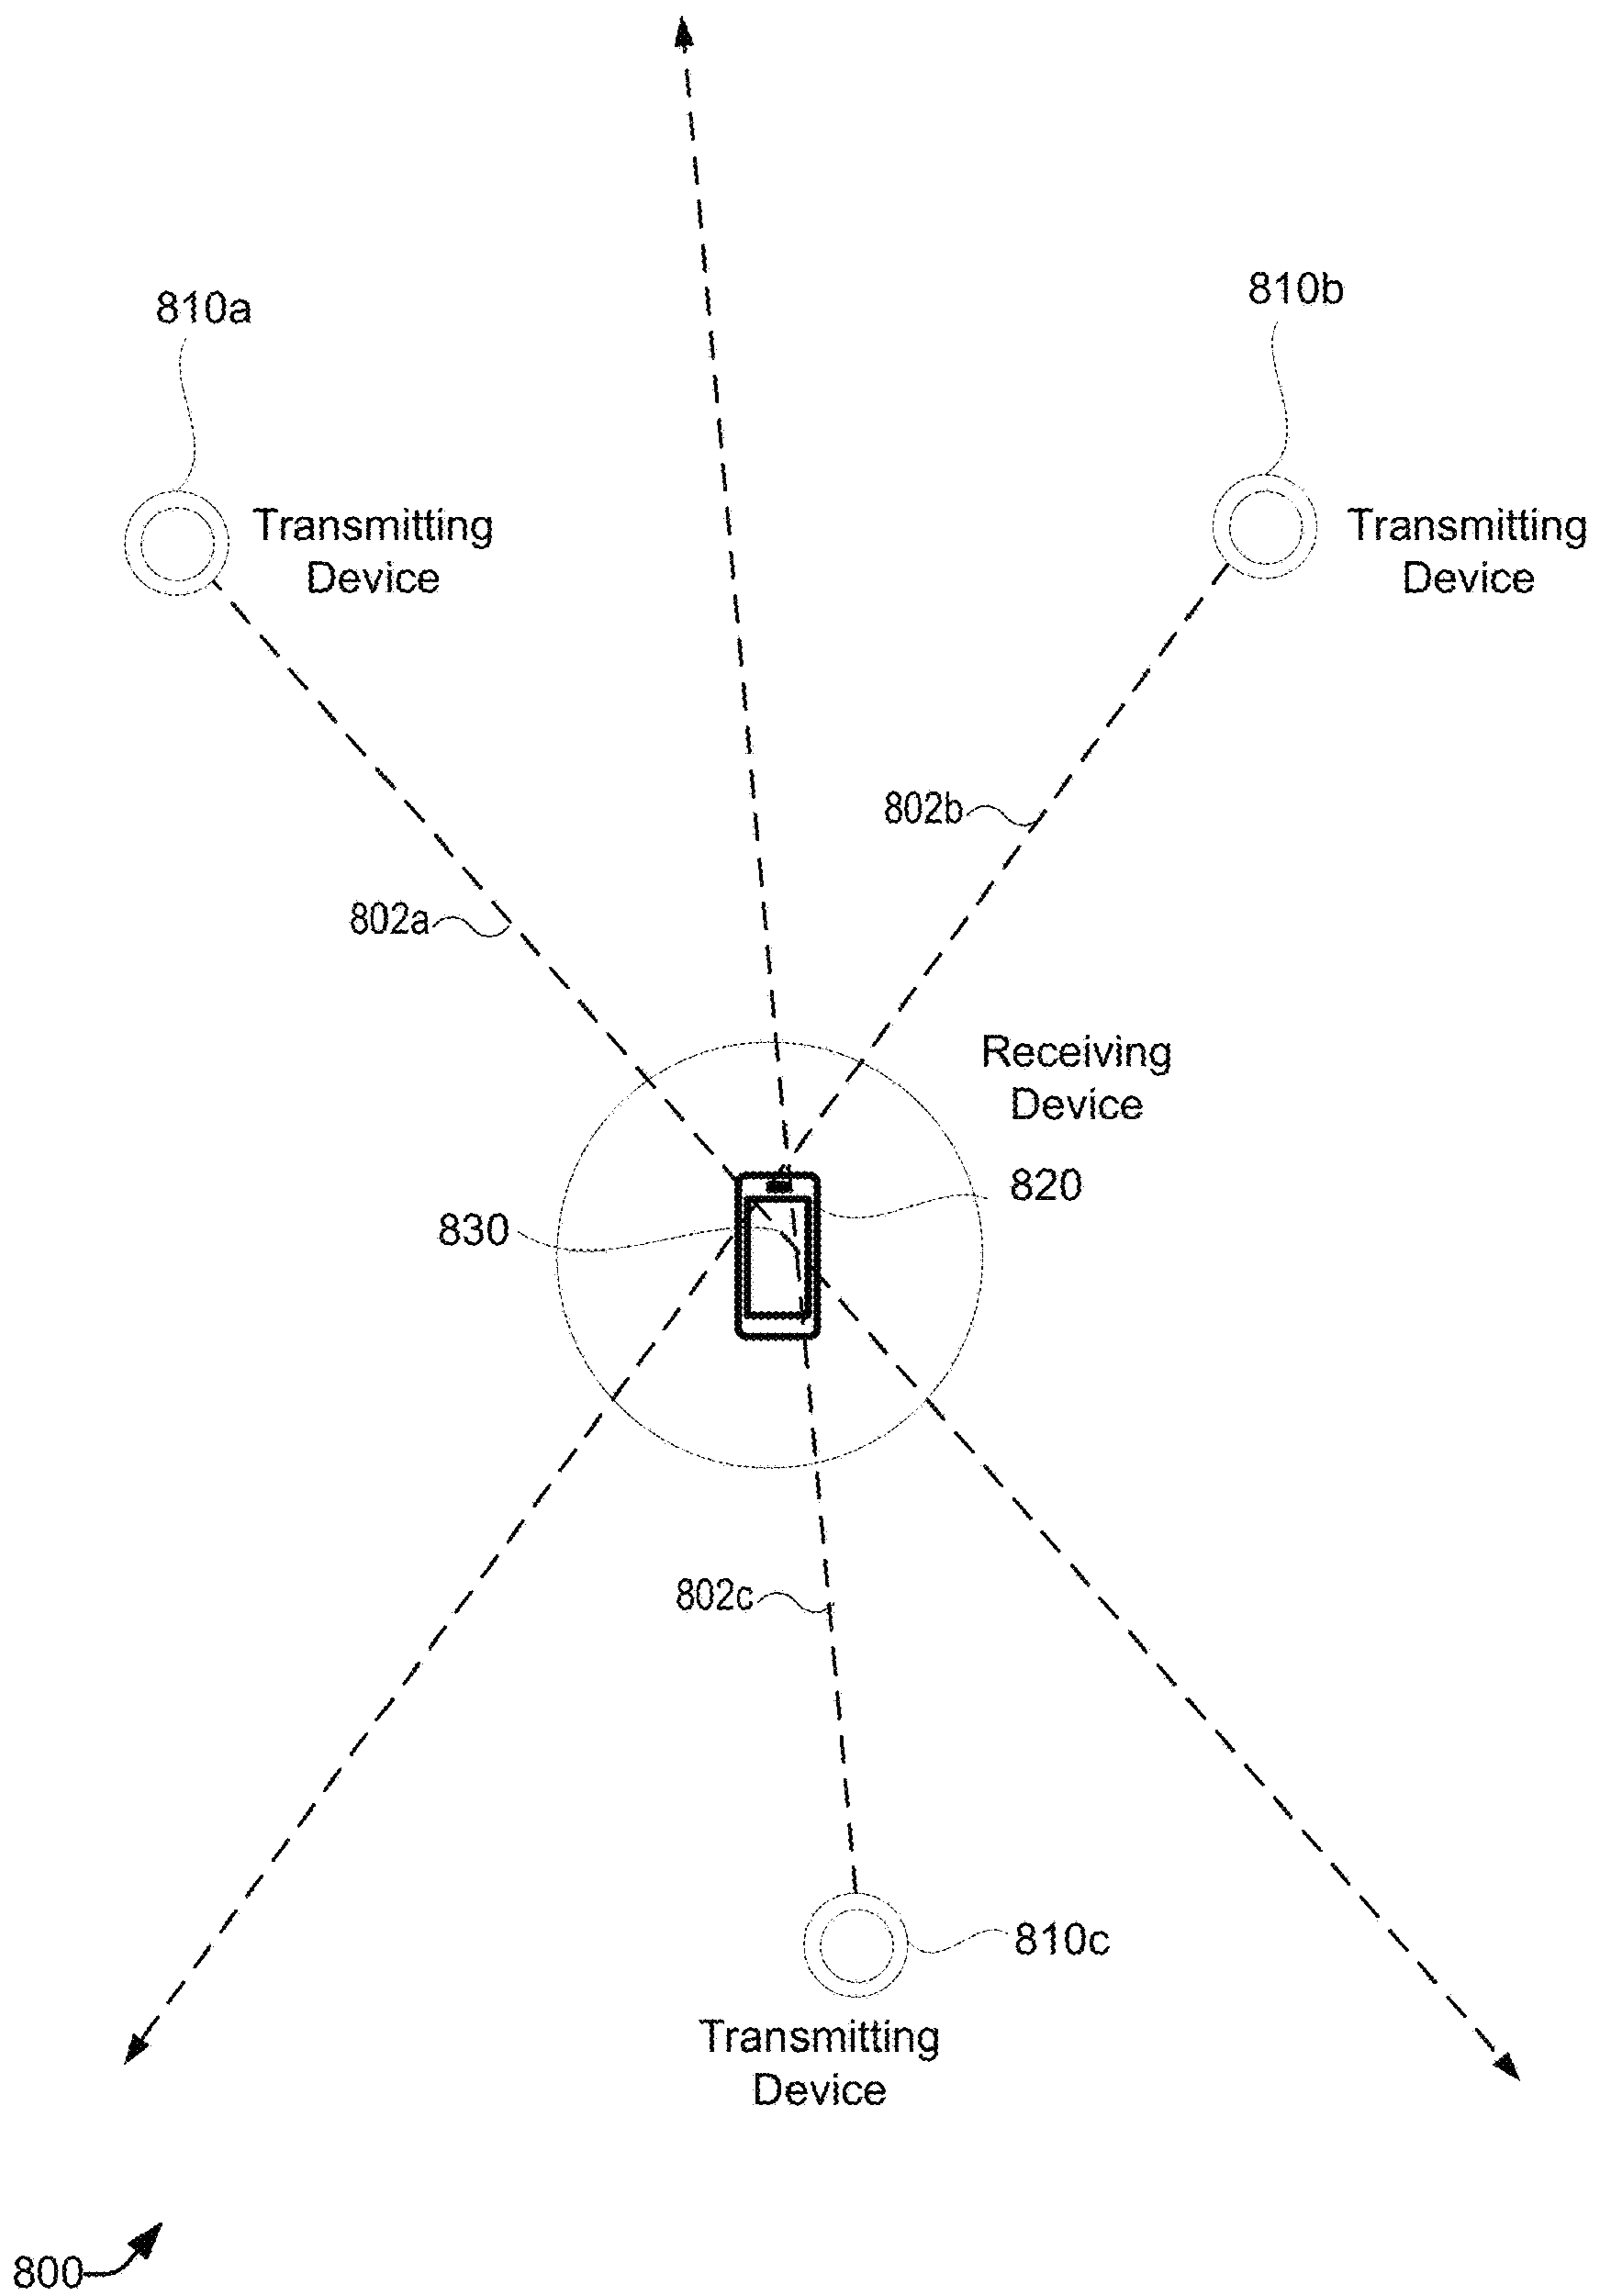 810a
810b
Transmitting
Device
Transmitting
Device
802b
802a
Receiving
Device
820
830
802c
810c
Transmitting
Device
800